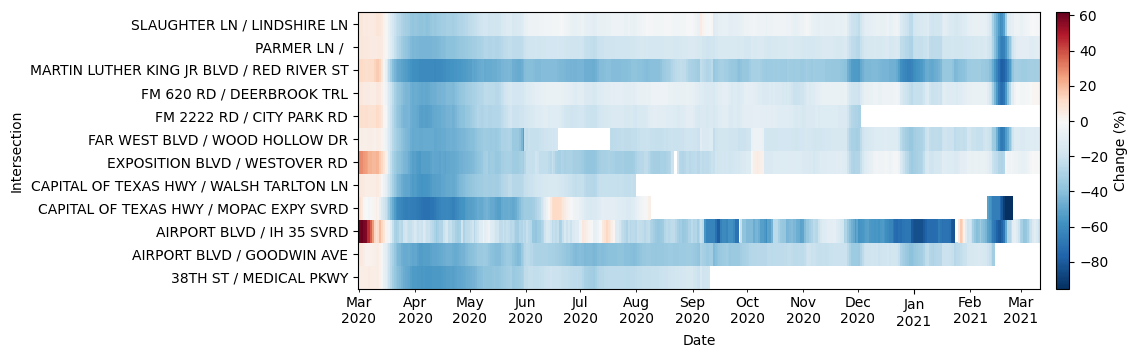 SLAUGHTER LN / LINDSHIRE LN
PARMER LN /
MARTIN LUTHER KING JR BLVD / RED RIVER ST
FM 620 RD / DEERBROOK TRL
FM 2222 RD / CITY PARK RD
FAR WEST BLVD / WOOD HOLLOW DR
EXPOSITION BLVD / WESTOVER RD
CAPITAL OF TEXAS HWY / WALSH TARLTON LN
CAPITAL OF TEXAS HWY / MOPAC EXPY SVRD
AIRPORT BLVD / IH 35 SVRD
AIRPORT BLVD / GOODWIN AVE
38TH ST / MEDICAL PKWY
Intersection
Mar Apr May Jun Jul Aug Sep Oct Nov Dec Jan Feb Mar
2020 2020 2020 2020 2020 2020 2020 2020 2020 2020 2021 2021 2021
Date
60
40
20
0
−20
−40
−60
−80
Change (%)